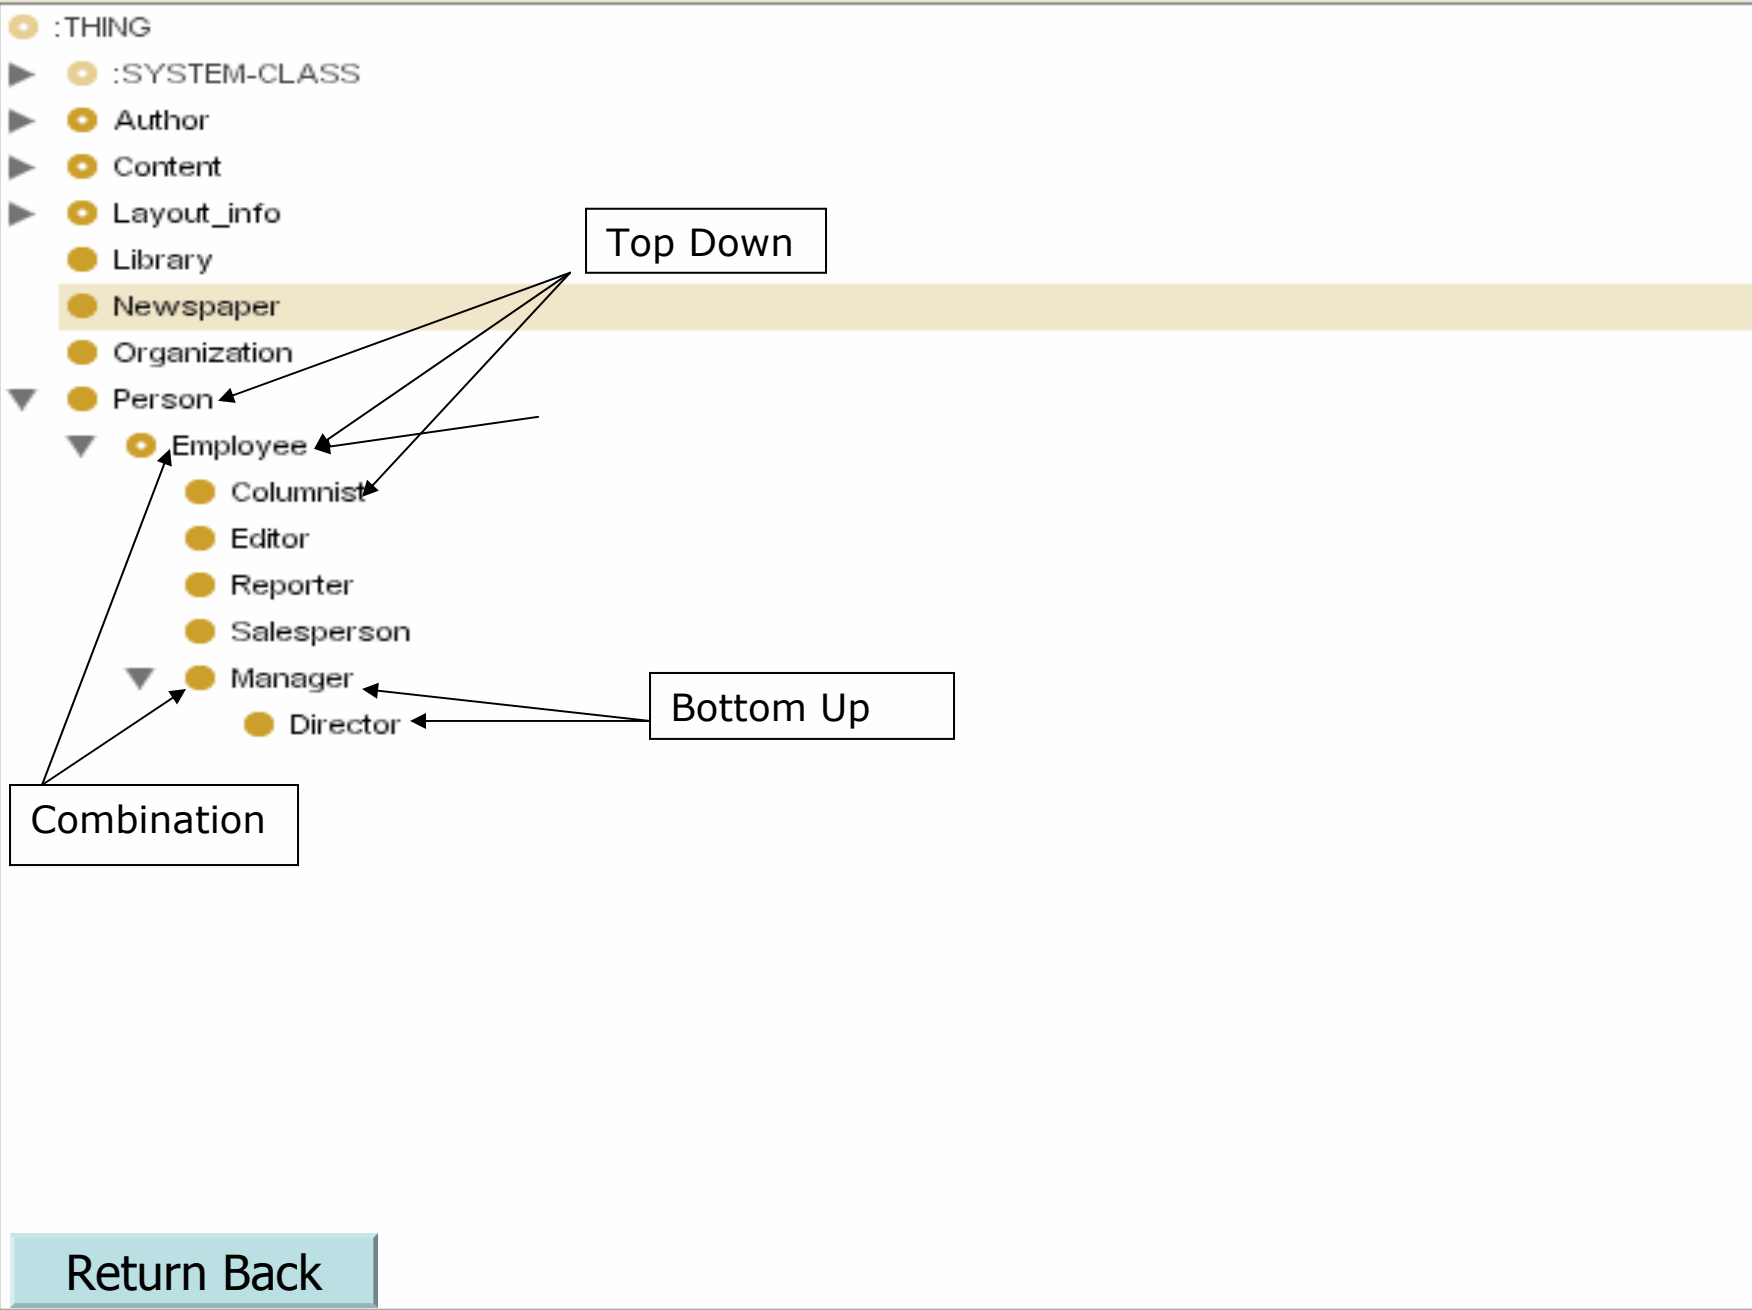 :THING
:SYSTEM-CLASS
Author
Content
Layout_info
Top Down
Library
Newspaper
Organization
Person
Employee
Columnist
Editor
Reporter
Salesperson
Manager
Bottom Up
Director
Combination
Return Back